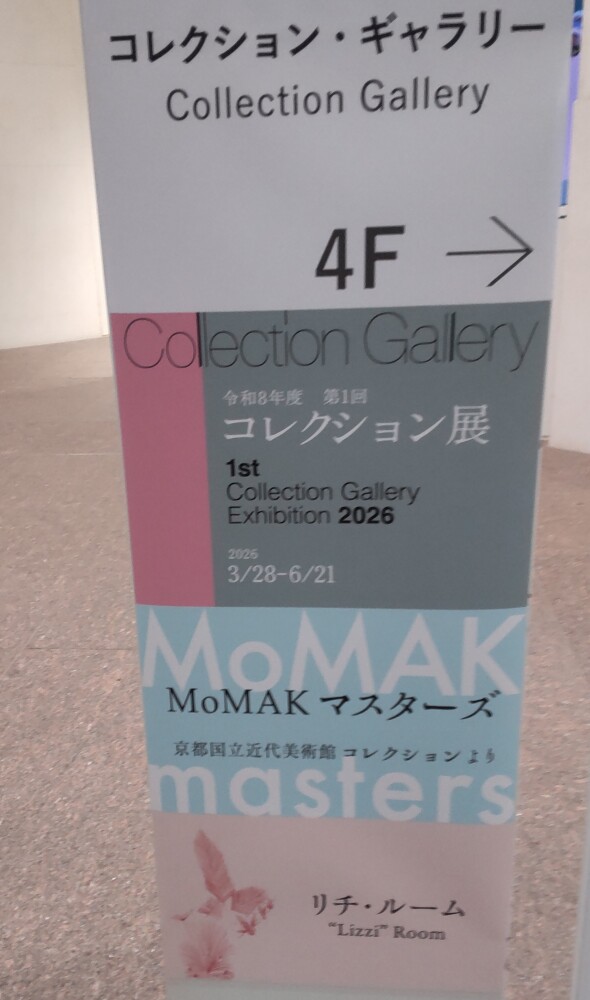 コレクション・ギャラリー
Collection Gallery
4F →
Collection Gallery
令和8年度 第1回
コレクション展
1st
Collection Gallery
Exhibition 2026
2026
3/28-6/21
MoMAK
MoMAK マスターズ
京都国立近代美術館 コレクションより
masters
リチ・ルーム
"Lizzi" Room